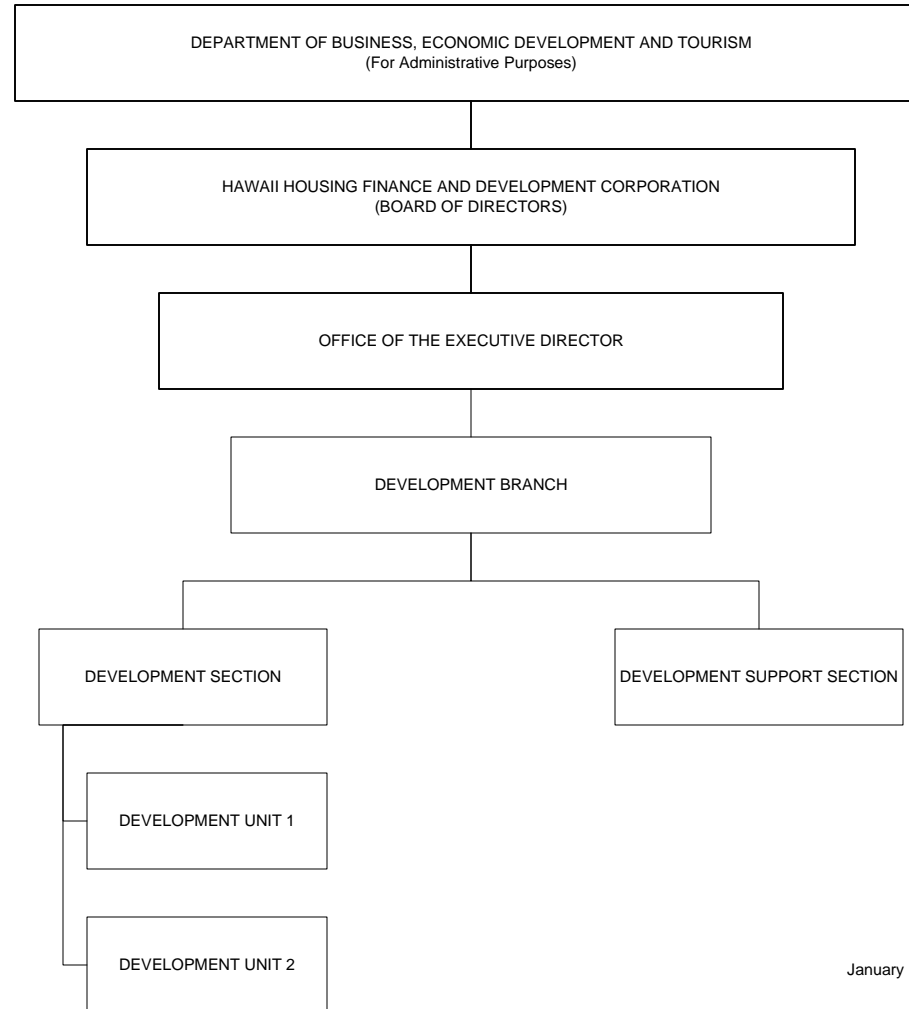 DEPARTMENT OF BUSINESS, ECONOMIC DEVELOPMENT AND TOURISM
(For Administrative Purposes)
HAWAII HOUSING FINANCE AND DEVELOPMENT CORPORATION
(BOARD OF DIRECTORS)
OFFICE OF THE EXECUTIVE DIRECTOR
DEVELOPMENT BRANCH
DEVELOPMENT SECTION
DEVELOPMENT SUPPORT SECTION
DEVELOPMENT UNIT 1
DEVELOPMENT UNIT 2
January